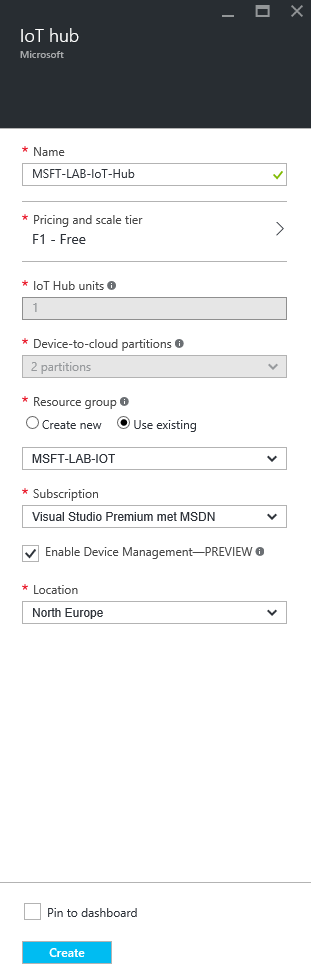 IoT hub
Microsoft
* Name
MSFT-LAB-IoT-Hub
* Pricing and scale tier
F1 - Free
* IoT Hub units
1
* Device-to-cloud partitions
2 partitions
* Resource group
Create new Use existing
MSFT-LAB-IOT
* Subscription
Visual Studio Premium met MSDN
Enable Device Management—PREVIEW
* Location
North Europe
Pin to dashboard
Create